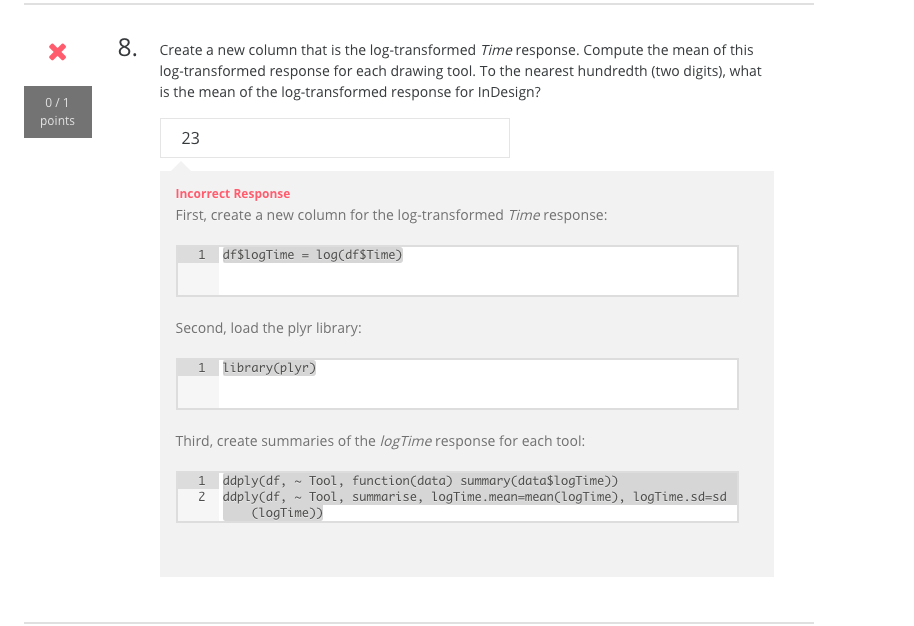 8.
Create a new column that is the log-transformed Time response. Compute the mean of this
log-transformed response for each drawing tool. To the nearest hundredth (two digits), what
is the mean of the log-transformed response for InDesign?
0 / 1
points
23
Incorrect Response
First, create a new column for the log-transformed Time response:
1 df$logTime = log(df$Time)
Second, load the plyr library:
1 library(plyr)
Third, create summaries of the logTime response for each tool:
1 ddply(df, ~ Tool, function(data) summary(data$logTime))
2 ddply(df, ~ Tool, summarise, logTime.mean=mean(logTime), logTime.sd=sd
(logTime))